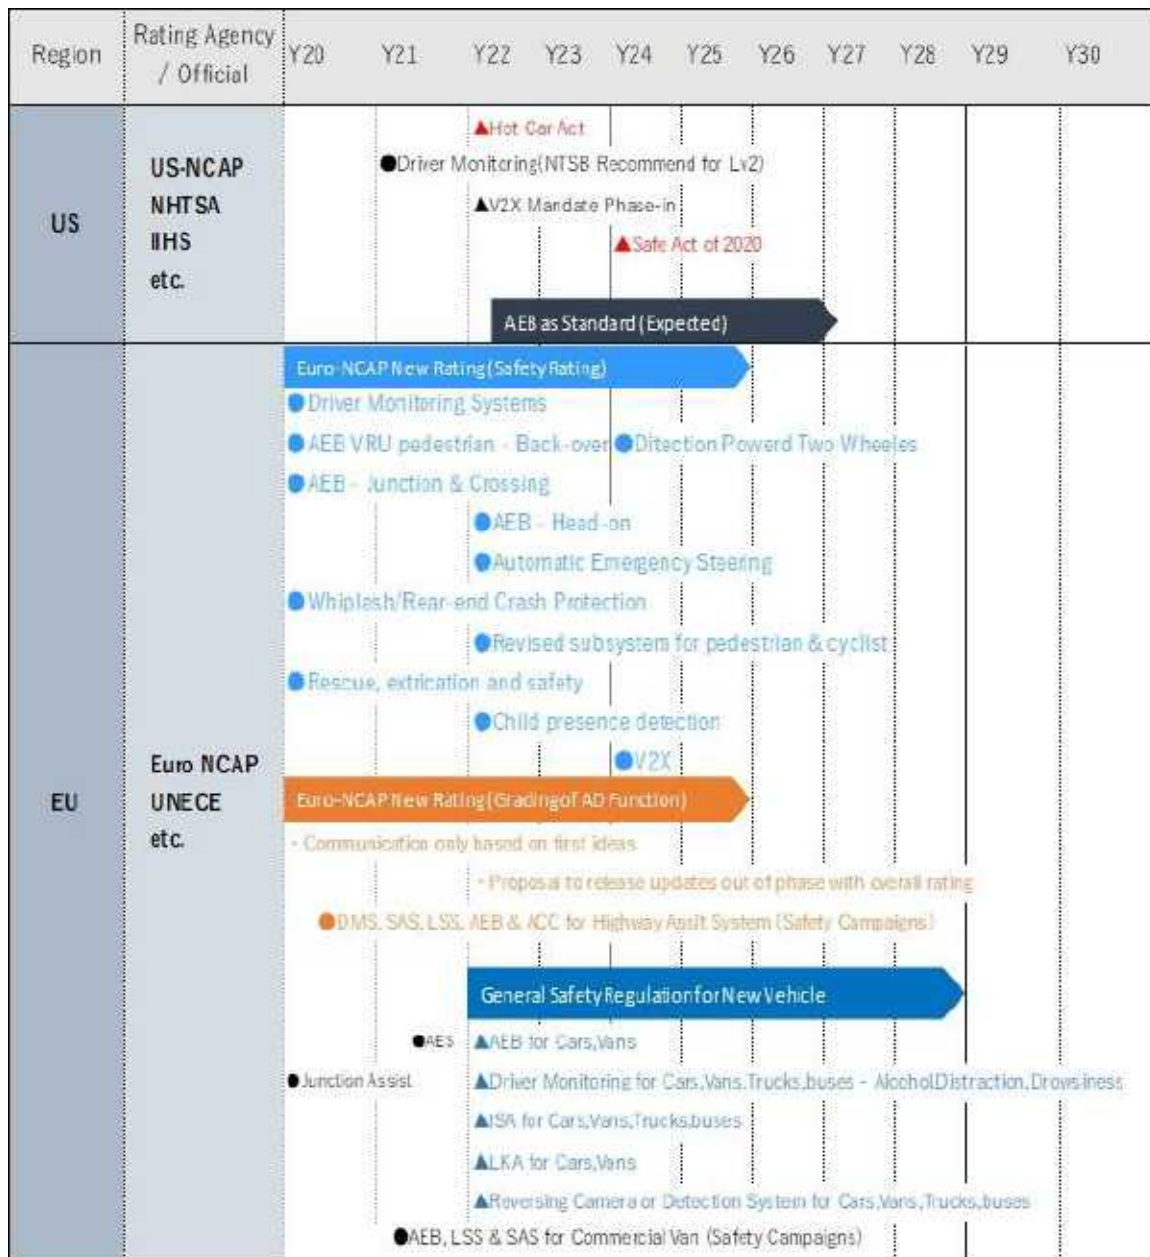 Region
Rating Agency
/ Official
Y20 Y21 Y22 Y23 Y24 Y25 Y26 Y27 Y28 Y29 Y30
US
US-NCAP
NHTSA
IIHS
etc.
▲Hot Car Act
●Driver Monitoring(NTSB Recommend for Lv2)
▲V2X Mandate Phase-in
▲Safe Act of 2020
AEB as Standard (Expected)
EU
Euro NCAP
UNECE
etc.
Euro-NCAP New Rating(Safety Rating)
●Driver Monitoring Systems
●AEB VRU pedestrian - Back-over ●Ditection Powerd Two Wheeles
●AEB - Junction & Crossing
●AEB - Head-on
●Automatic Emergency Steering
●Whiplash/Rear-end Crash Protection
●Revised subsystem for pedestrian & cyclist
●Rescue, extrication and safety
●Child presence detection
●V2X
Euro-NCAP New Rating(Grading of AD Function)
- Communication only based on first ideas
- Proposal to release updates out of phase with overall rating
●DMS, SAS, LSS, AEB & ACC for Highway Assit System (Safety Campaigns)
General Safety Regulation for New Vehicle
●AES ▲AEB for Cars,Vans
●Junction Assist ▲Driver Monitoring for Cars,Vans,Trucks,buses - Alcohol,Distraction,Drowsiness
▲ISA for Cars,Vans,Trucks,buses
▲LKA for Cars,Vans
▲Reversing Camera or Detection System for Cars,Vans,Trucks,buses
●AEB, LSS & SAS for Commercial Van (Safety Campaigns)